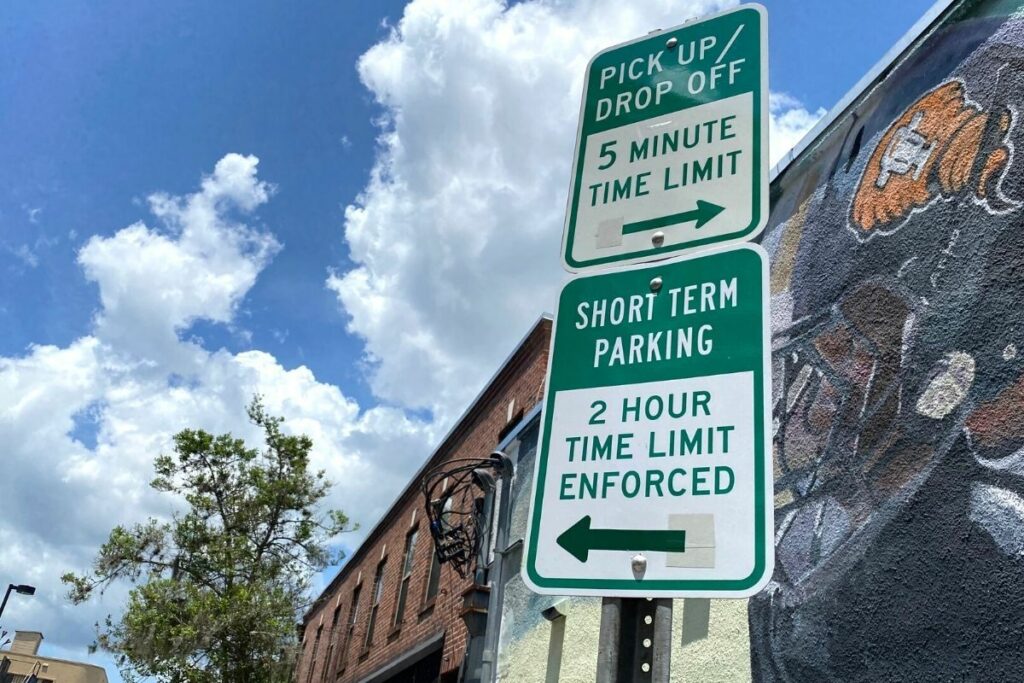 PICK UP/
DROP OFF
5 MINUTE
TIME LIMIT
SHORT TERM
PARKING
2 HOUR
TIME LIMIT
ENFORCED